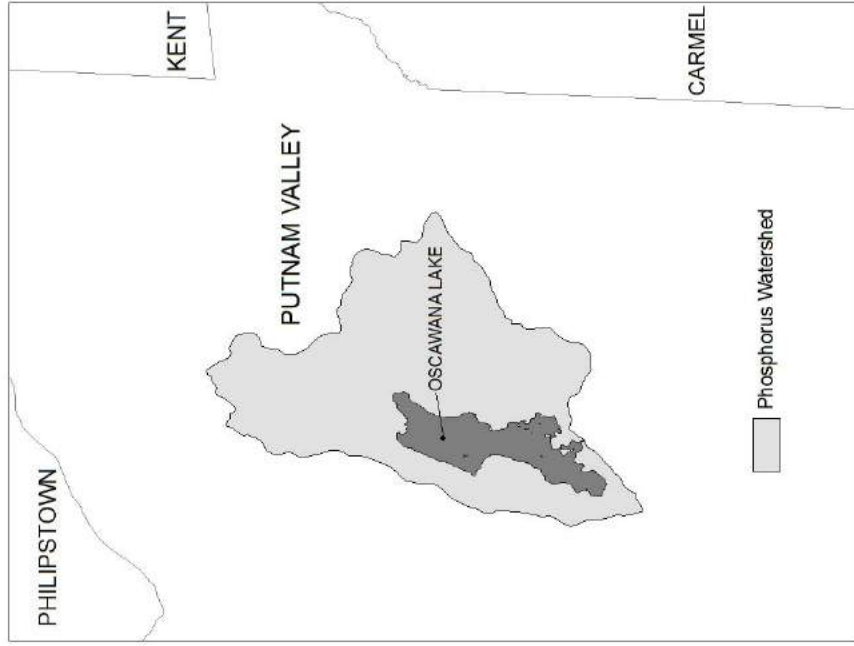 PHILIPSTOWN
KENT
PUTNAM VALLEY
OSCAWANA LAKE
CARMEL
Phosphorus Watershed